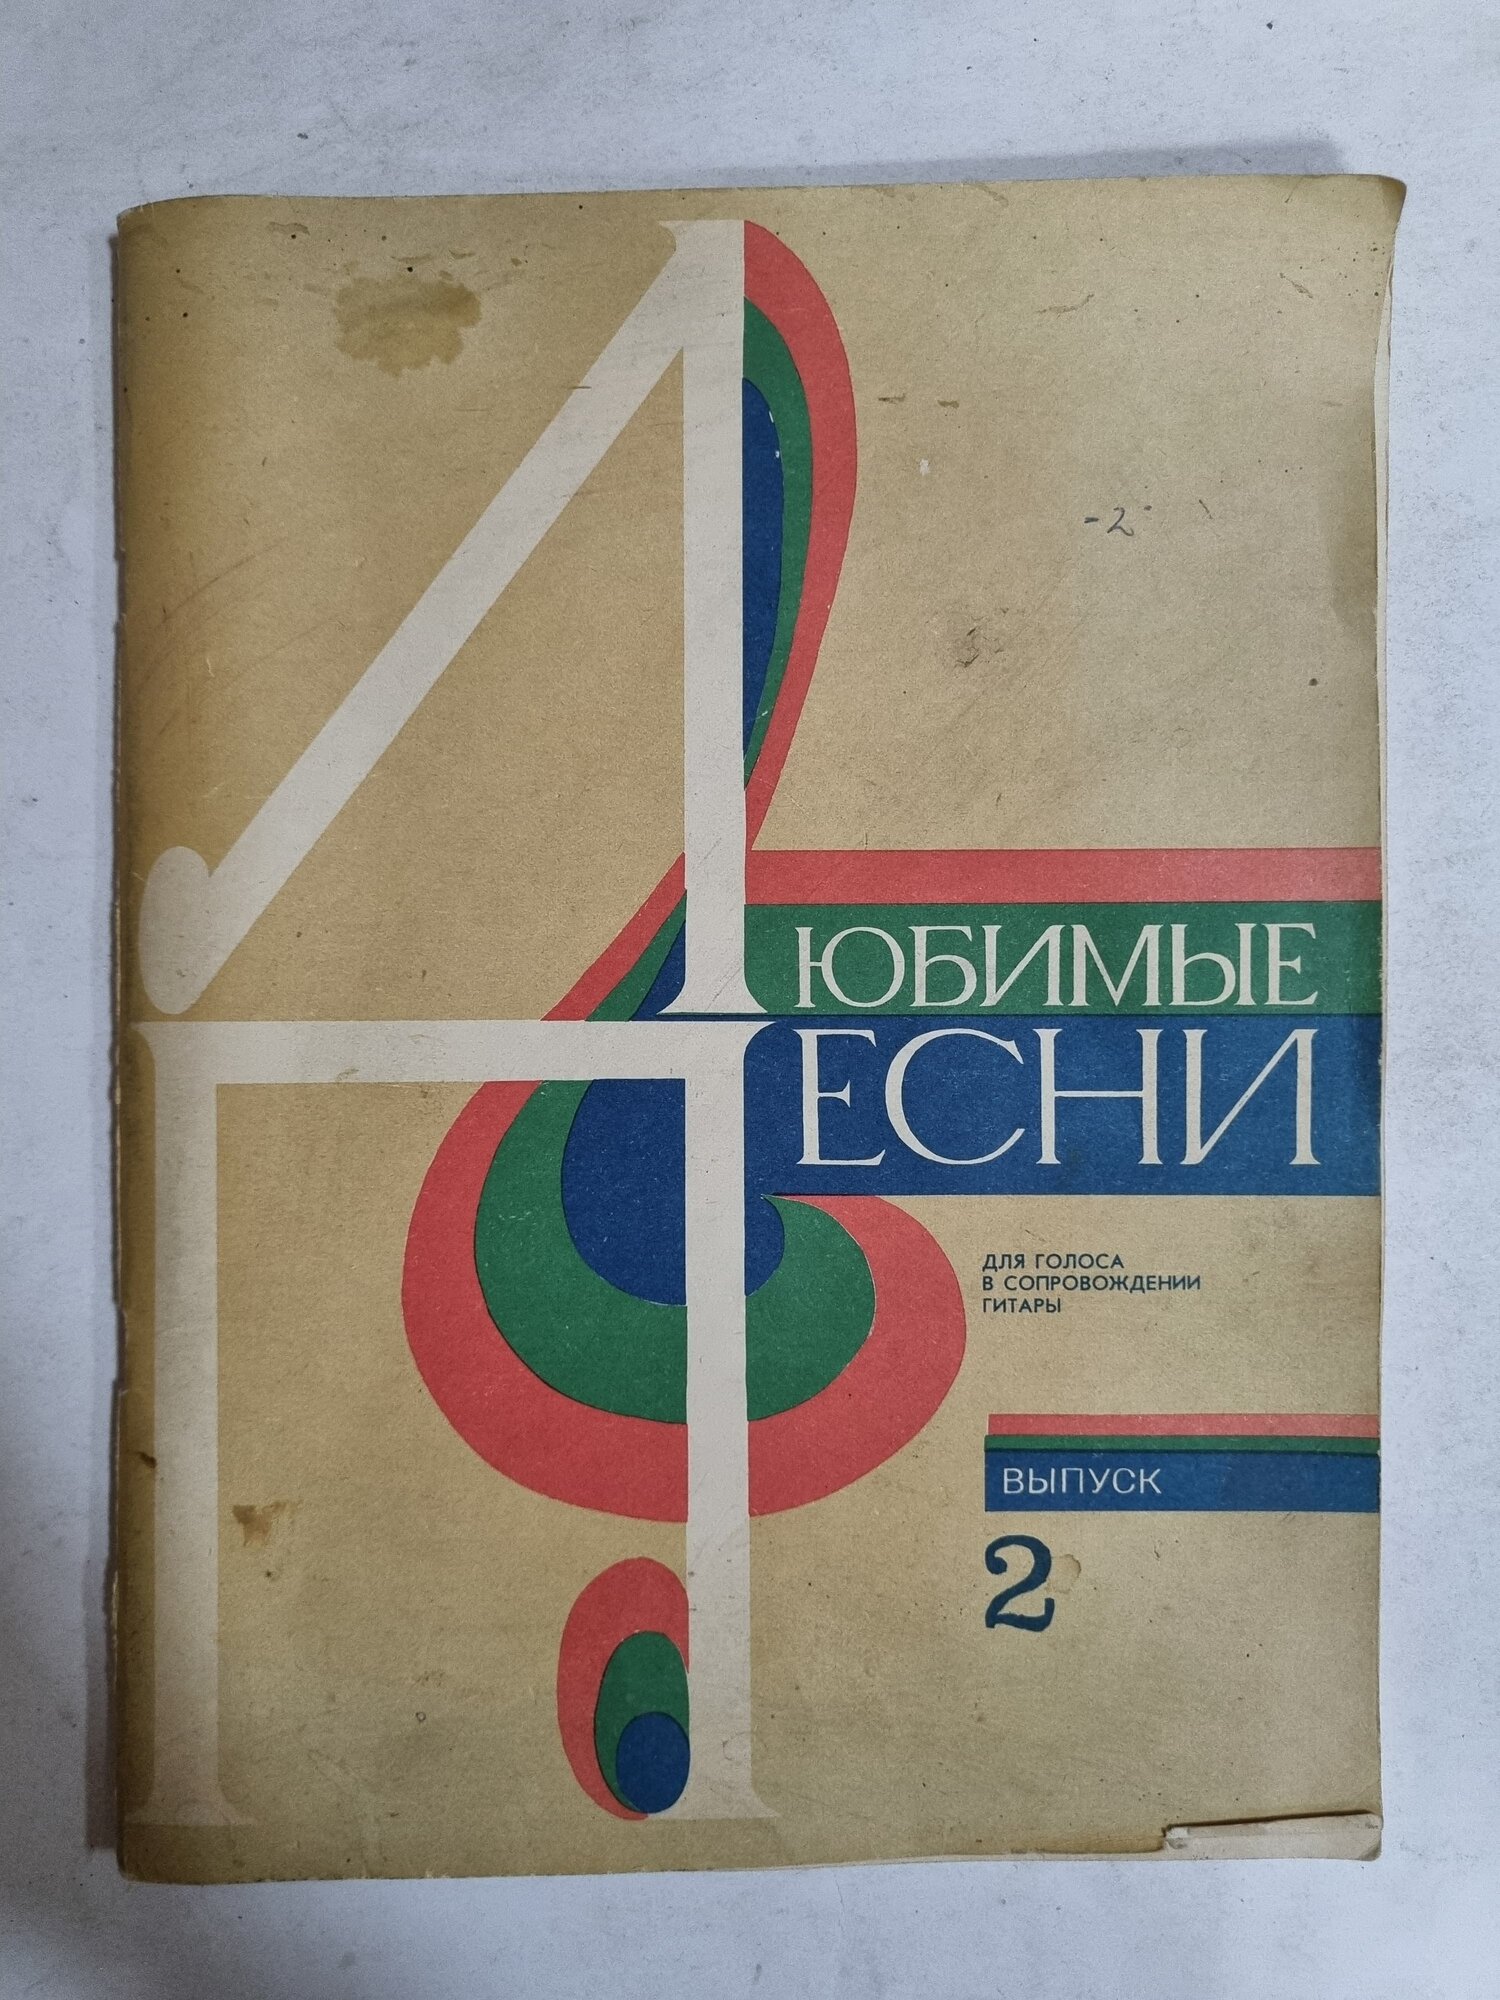 ЛЮБИМЫЕ
ПЕСНИ
ДЛЯ ГОЛОСА
В СОПРОВОЖДЕНИИ
ГИТАРЫ
ВЫПУСК
2
-2-